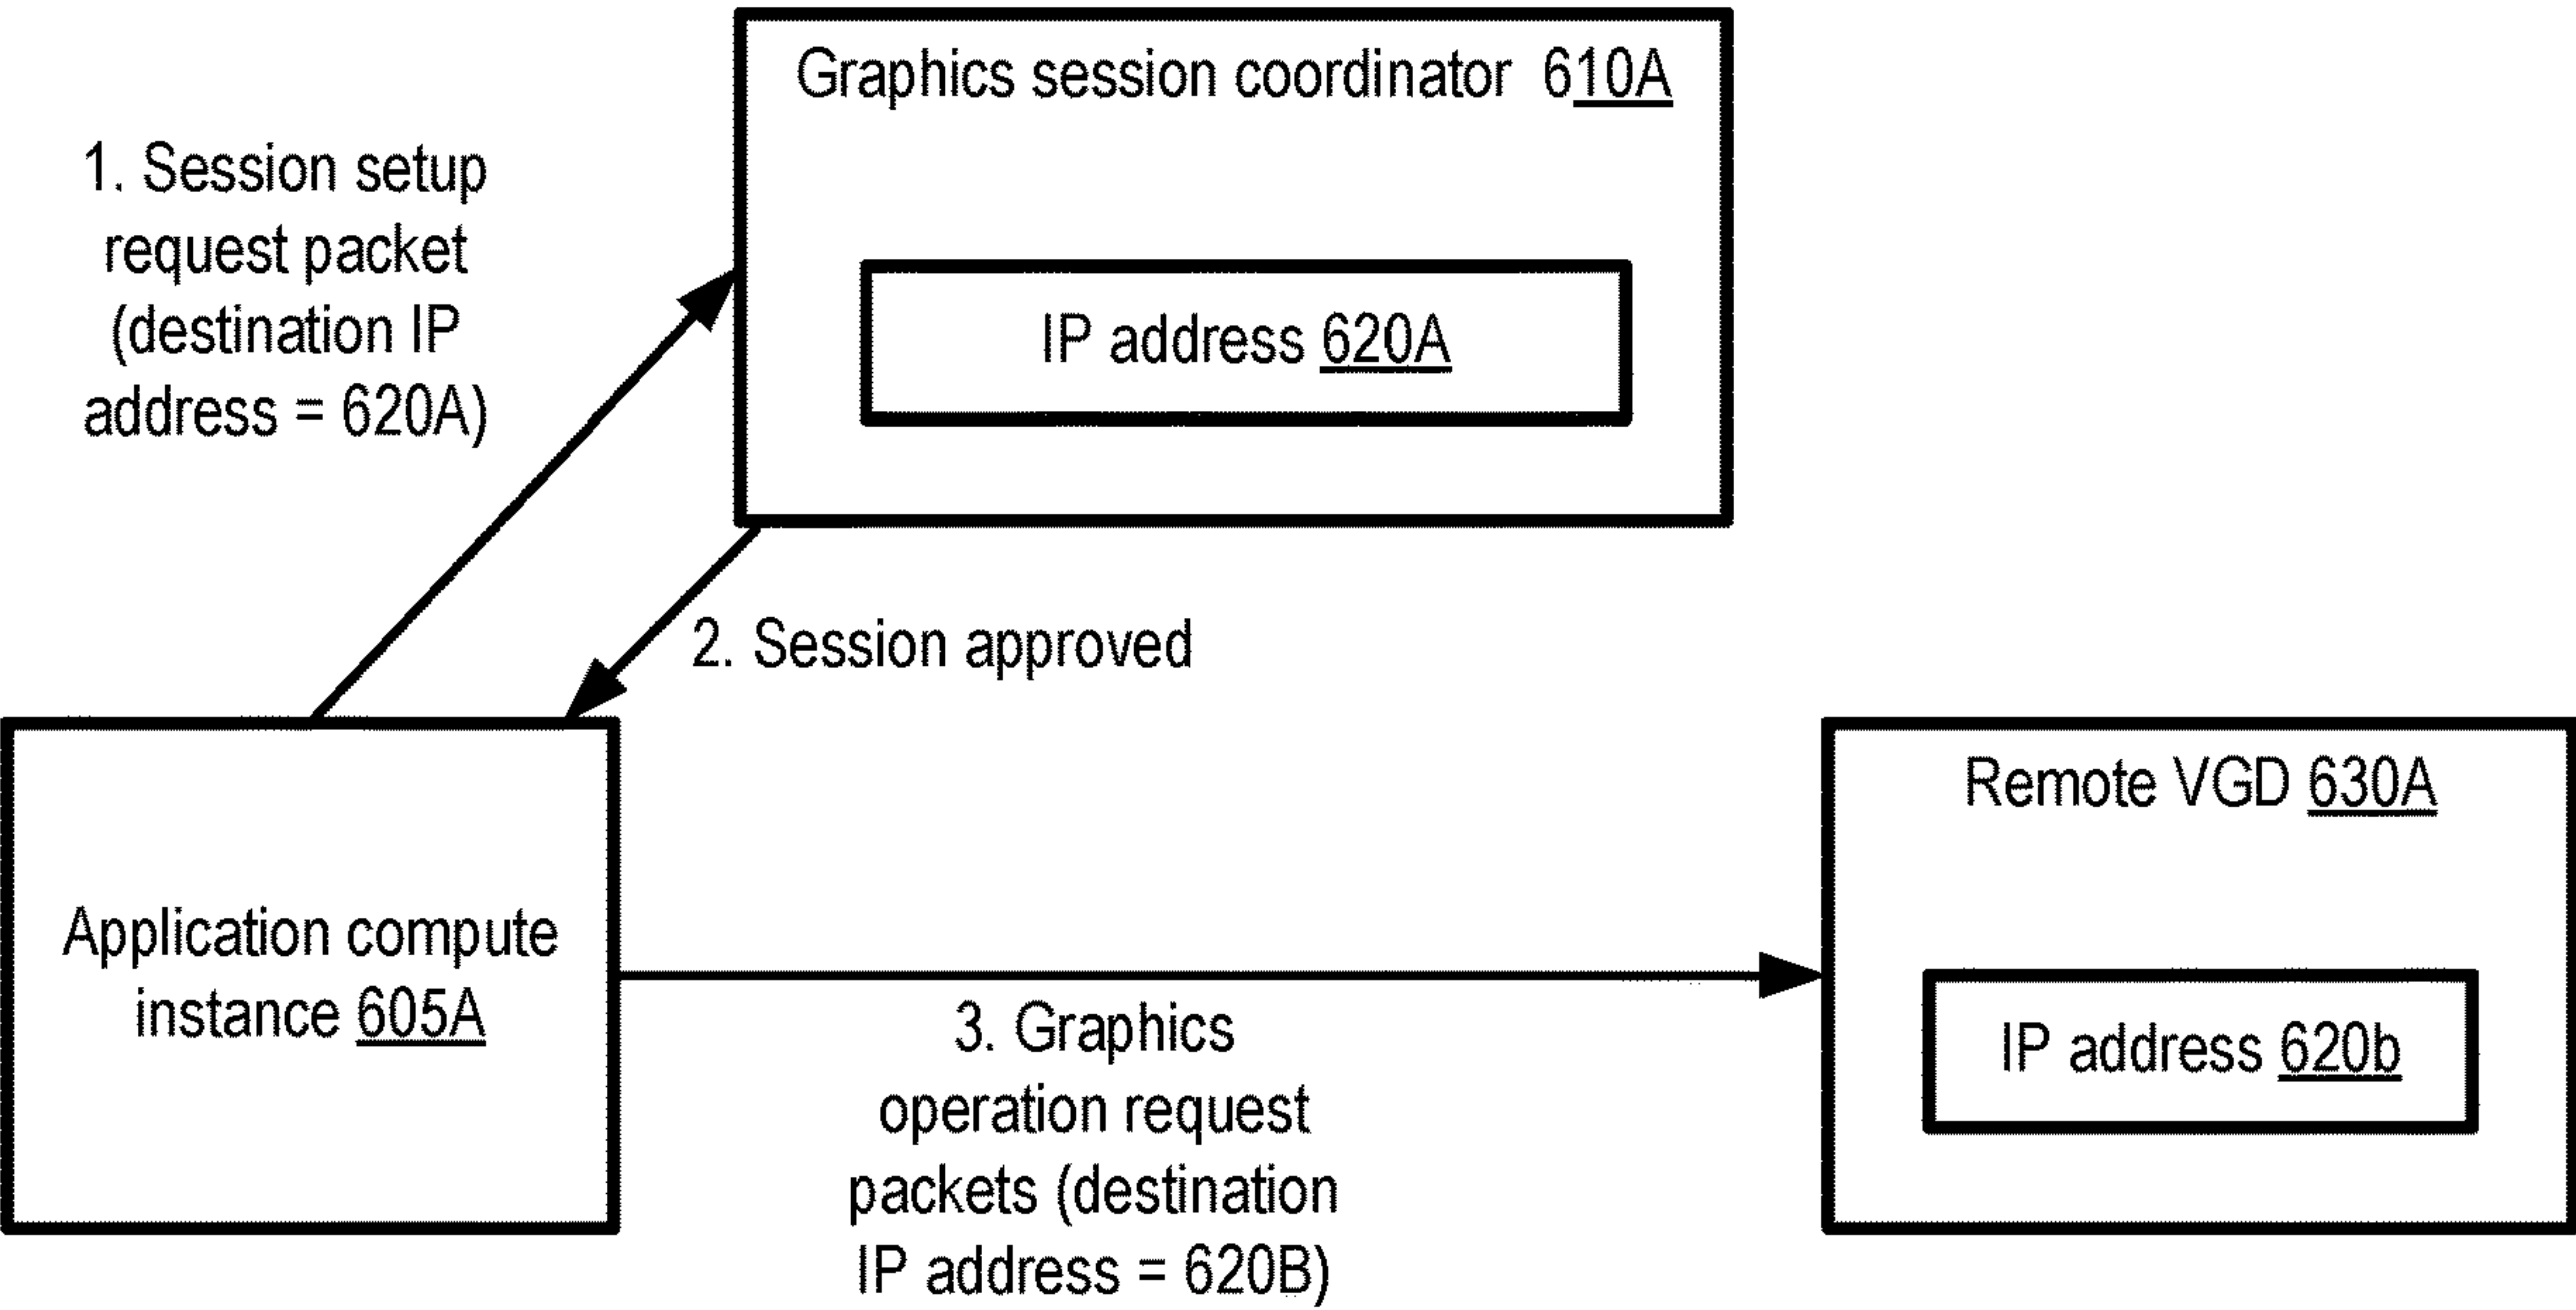 Graphics session coordinator 610A
1. Session setup
request packet
(destination IP
address = 620A)
IP address 620A
2. Session approved
Remote VGD 630A
Application compute
instance 605A
3. Graphics
operation request
packets (destination
IP address = 620B)
IP address 620b